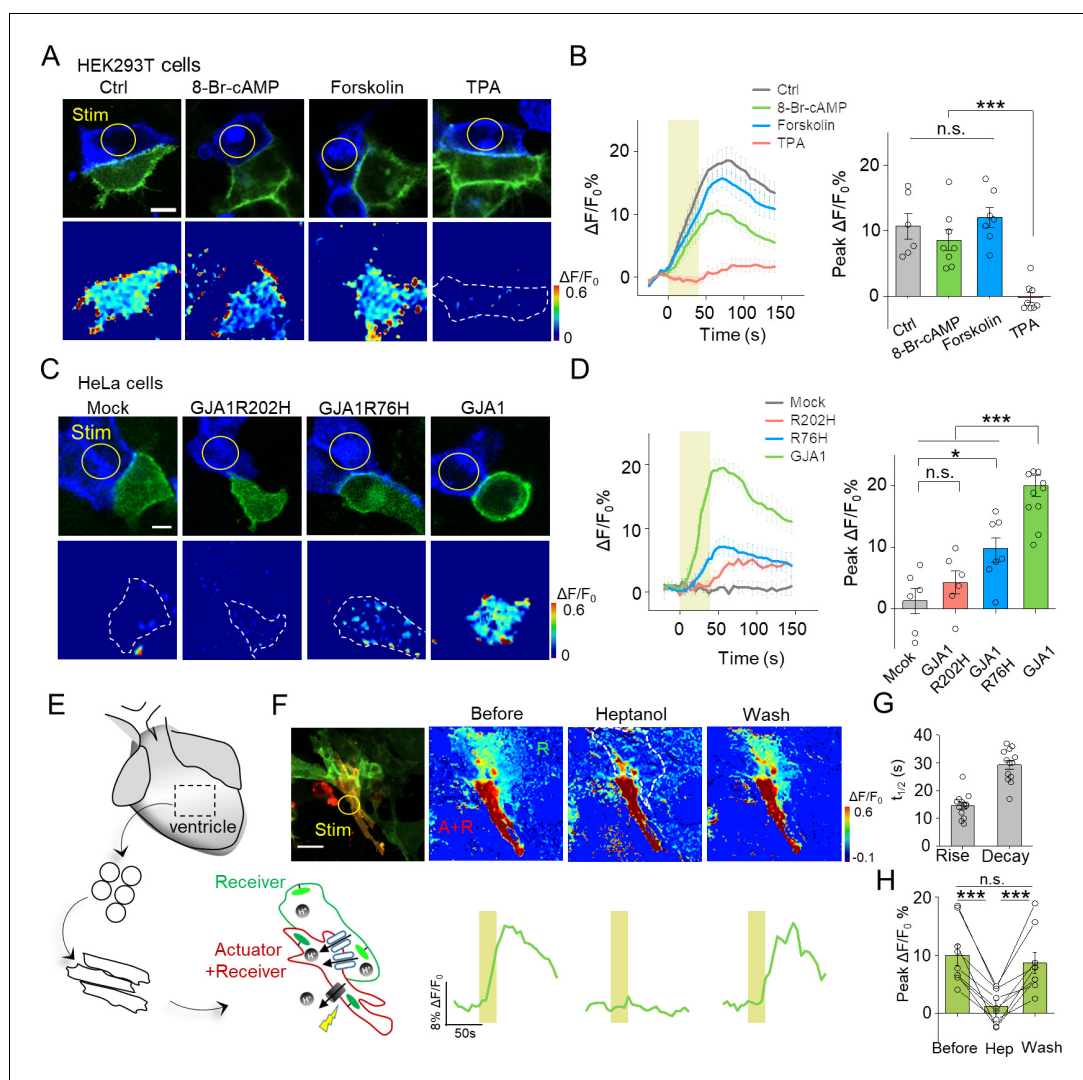 A
HEK293T cells
Ctrl 8-Br-cAMP Forskolin TPA
Stim
ΔF/F0
0.6
0
B
Ctrl
8-Br-cAMP
Forskolin
TPA
ΔF/F0%
20
10
0
0 50 100 150
Time (s)
***
n.s.
Peak ΔF/F0%
20
10
0
Ctrl
8-Br-cAMP
Forskolin
TPA
C
HeLa cells
Mock GJA1R202H GJA1R76H GJA1
Stim
ΔF/F0
0.6
0
D
Mock
R202H
R76H
GJA1
ΔF/F0%
20
10
0
0 50 100 150
Time (s)
***
*
n.s.
Peak ΔF/F0%
20
10
0
Mcok
GJA1
R202H
GJA1
R76H
GJA1
E
ventricle
Receiver
Actuator
+Receiver
H+
H+
H+
H+
F
Before Heptanol Wash
Stim
R
A+R
ΔF/F0
0.6
-0.1
8% ΔF/F0
50s
G
t1/2 (s)
40
30
20
10
0
Rise Decay
H
n.s.
*** ***
Peak ΔF/F0 %
20
10
0
Before Hep Wash